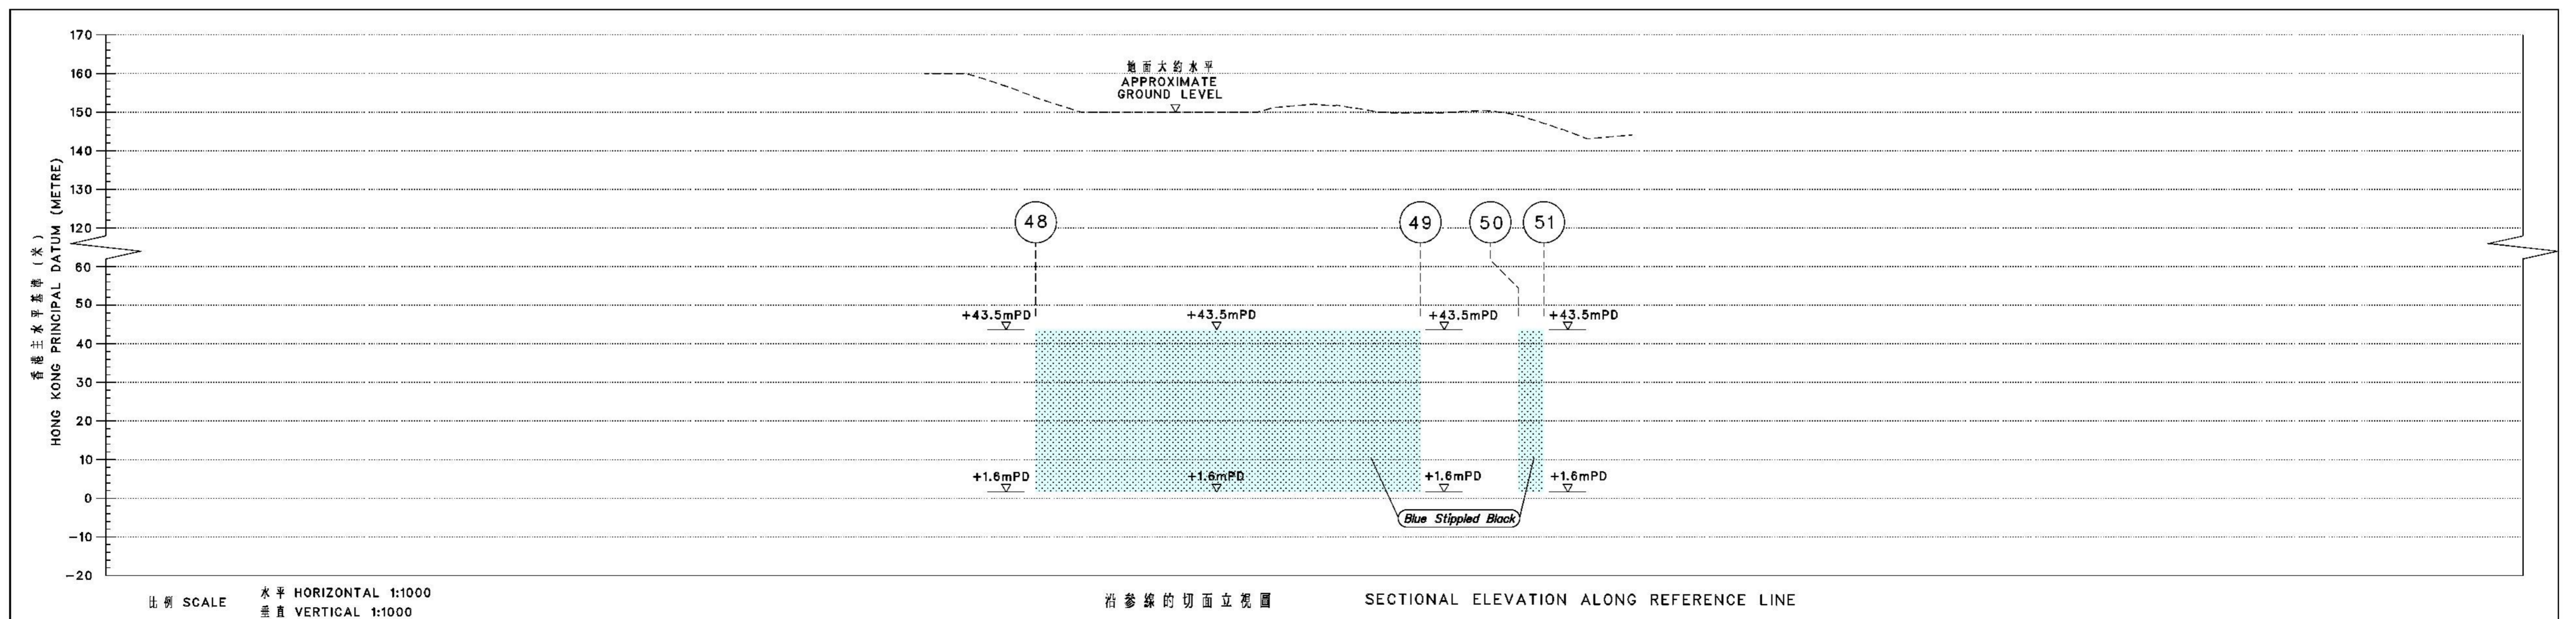 170
160
150
140
130
120
60
50
40
30
20
10
0
-10
-20
香港主水平基準 (米)
HONG KONG PRINCIPAL DATUM (METRE)
地面大約水平
APPROXIMATE
GROUND LEVEL
48
49
50
51
+43.5mPD
+43.5mPD
+43.5mPD
+43.5mPD
+1.6mPD
+1.6mPD
+1.6mPD
+1.6mPD
Blue Stippled Black
比例 SCALE
水平 HORIZONTAL 1:1000
垂直 VERTICAL 1:1000
沿參線的切面立視圖 SECTIONAL ELEVATION ALONG REFERENCE LINE